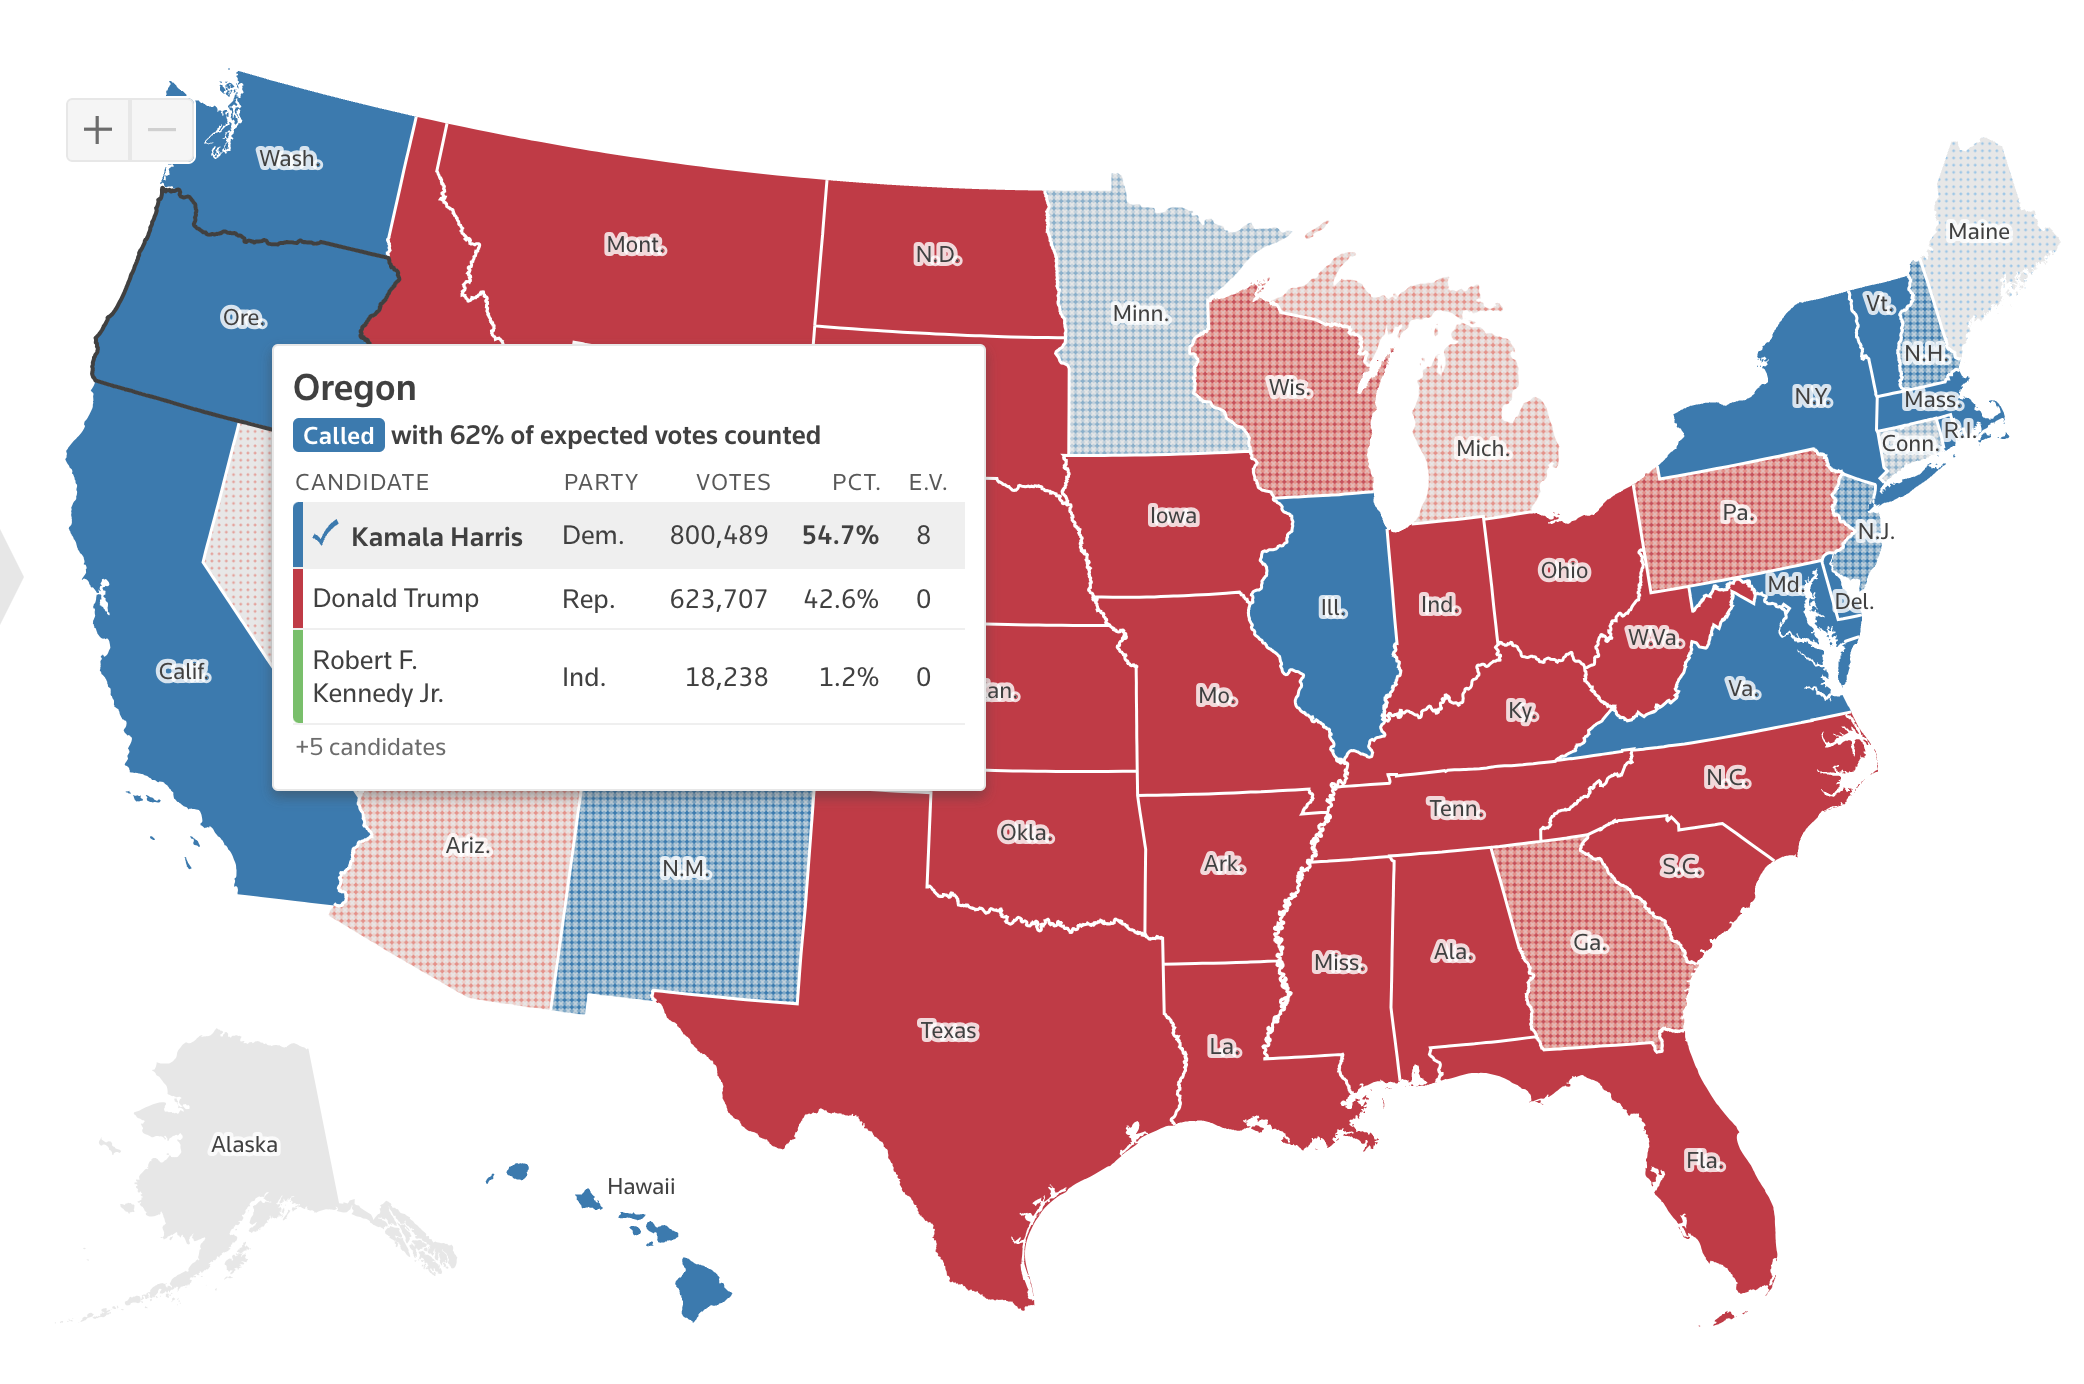 + −
Wash.
Mont.
N.D.
Minn.
Maine
Ore.
Vt.
N.H.
Wis.
Mich.
N.Y.
Mass.
Conn. R.I.
Oregon
Called with 62% of expected votes counted
CANDIDATE PARTY VOTES PCT. E.V.
Kamala Harris Dem. 800,489 54.7% 8
Donald Trump Rep. 623,707 42.6% 0
Robert F.
Kennedy Jr. Ind. 18,238 1.2% 0
+5 candidates
Iowa
Pa.
N.J.
Ohio
Md.
Del.
Ill.
Ind.
W.Va.
Calif.
an.
Mo.
Va.
Ky.
N.C.
Tenn.
Okla.
Ariz.
N.M.
Ark.
S.C.
Ga.
Miss.
Ala.
Texas
La.
Alaska
Fla.
Hawaii